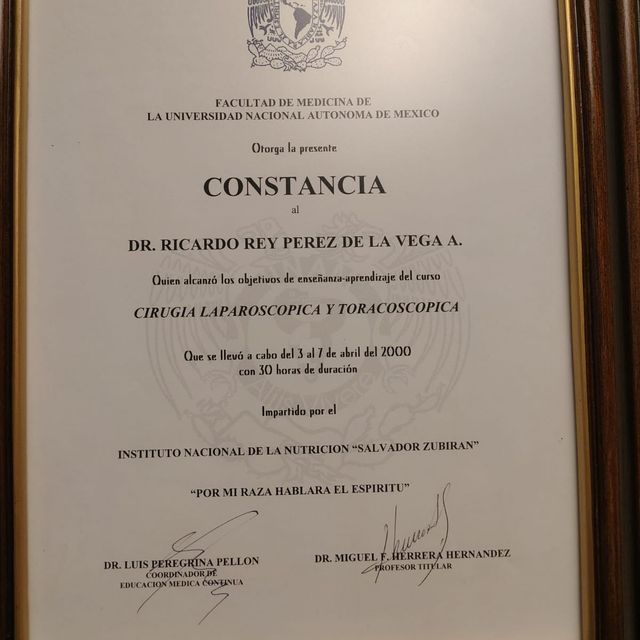 FACULTAD DE MEDICINA DE
LA UNIVERSIDAD NACIONAL AUTONOMA DE MEXICO
Otorga la presente
CONSTANCIA
al
DR. RICARDO REY PEREZ DE LA VEGA A.
Quien alcanzó los objetivos de enseñanza-aprendizaje del curso
CIRUGIA LAPAROSCOPICA Y TORACOSCOPICA
Que se llevó a cabo del 3 al 7 de abril del 2000
con 30 horas de duración
Impartido por el
INSTITUTO NACIONAL DE LA NUTRICION “SALVADOR ZUBIRAN”
“POR MI RAZA HABLARA EL ESPIRITU”
DR. LUIS PEREGRINA PELLON
COORDINADOR DE
EDUCACION MEDICA CONTINUA
DR. MIGUEL F. HERRERA HERNANDEZ
PROFESOR TITULAR